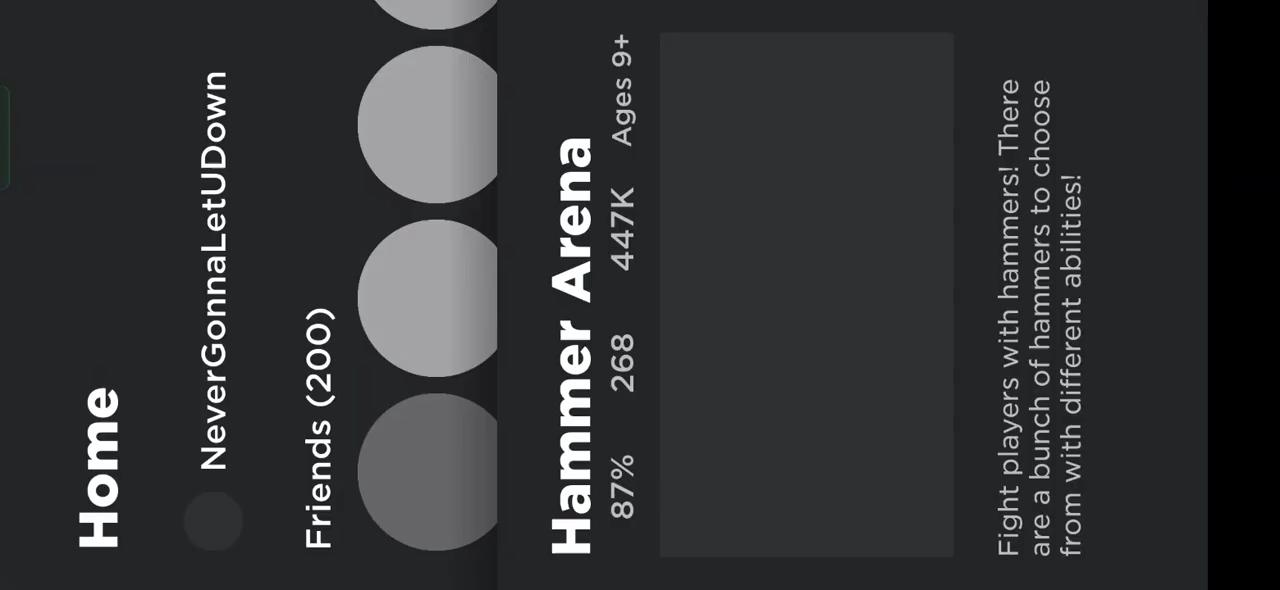 Home
NeverGonnaLetUDown
Friends (200)
Hammer Arena
87% 268 447K Ages 9+
Fight players with hammers! There
are a bunch of hammers to choose
from with different abilities!